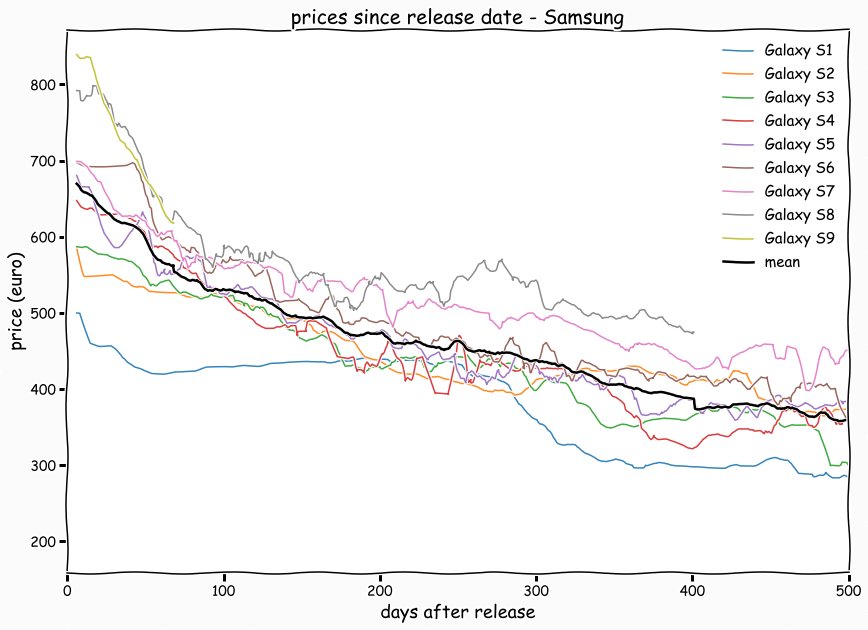 prices since release date - Samsung
Galaxy S1
Galaxy S2
Galaxy S3
Galaxy S4
Galaxy S5
Galaxy S6
Galaxy S7
Galaxy S8
Galaxy S9
mean
price (euro)
800
700
600
500
400
300
200
0 100 200 300 400 500
days after release